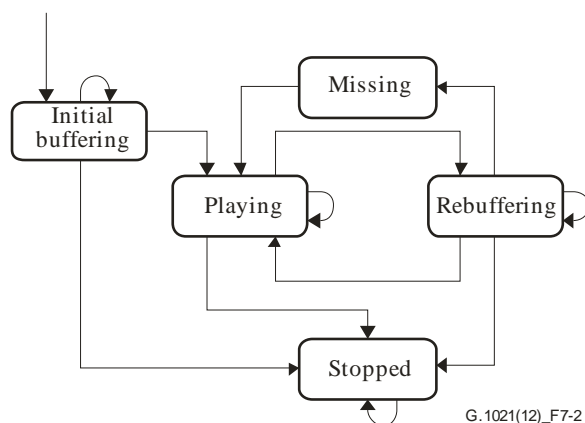 Missing
Initial
buffering
Playing
Rebuffering
Stopped
G.1021(12)_F7-2